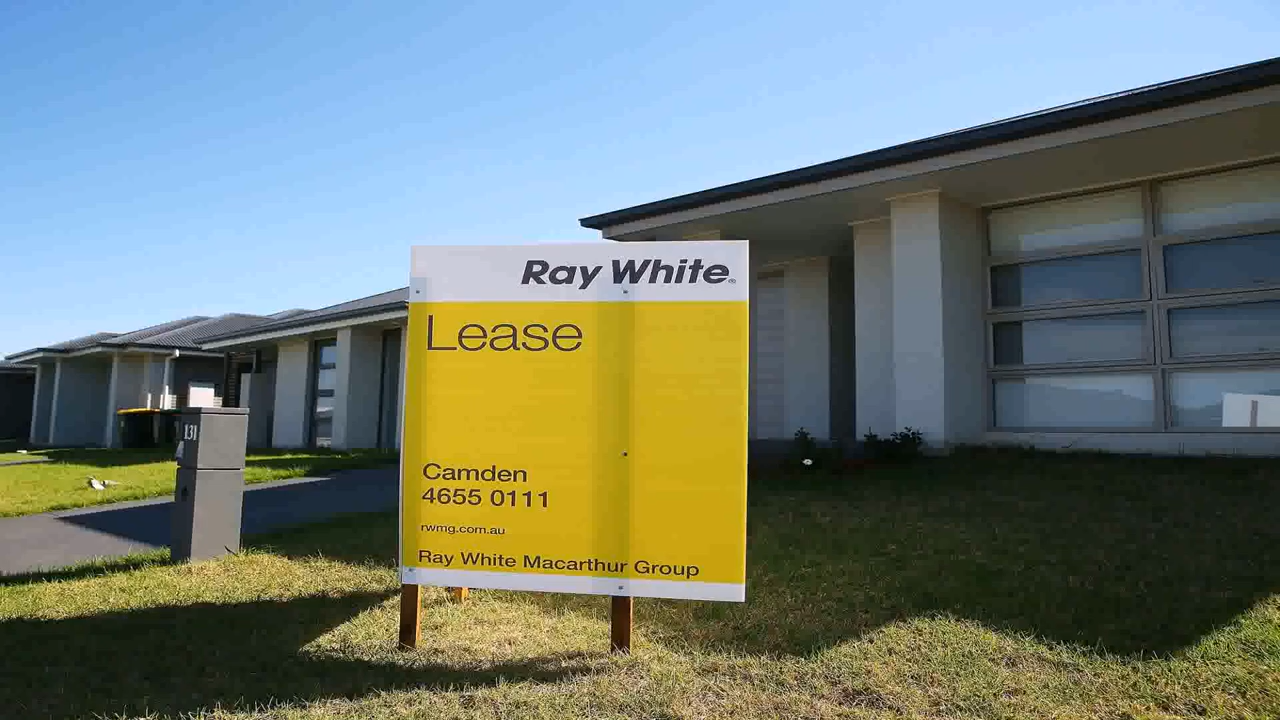 Ray White
Lease
Camden
4655 0111
rwmg.com.au
Ray White Macarthur Group
131